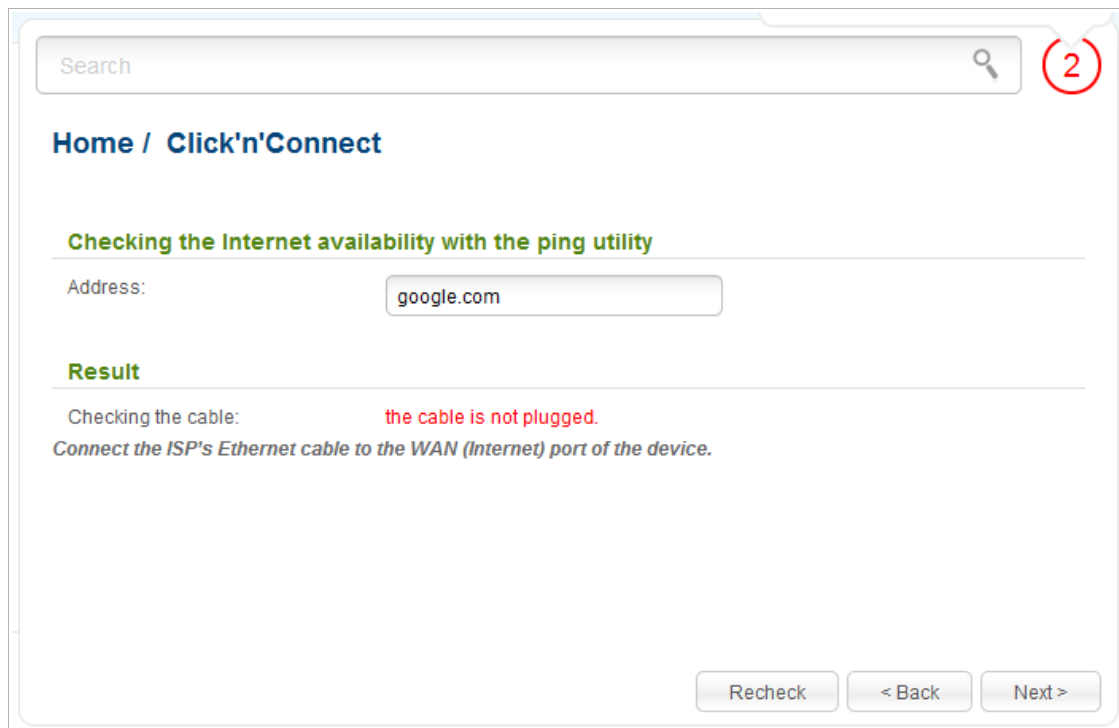 Search
2
Home / Click'n'Connect
Checking the Internet availability with the ping utility
Address: google.com
Result
Checking the cable: the cable is not plugged.
Connect the ISP's Ethernet cable to the WAN (Internet) port of the device.
Recheck < Back Next >